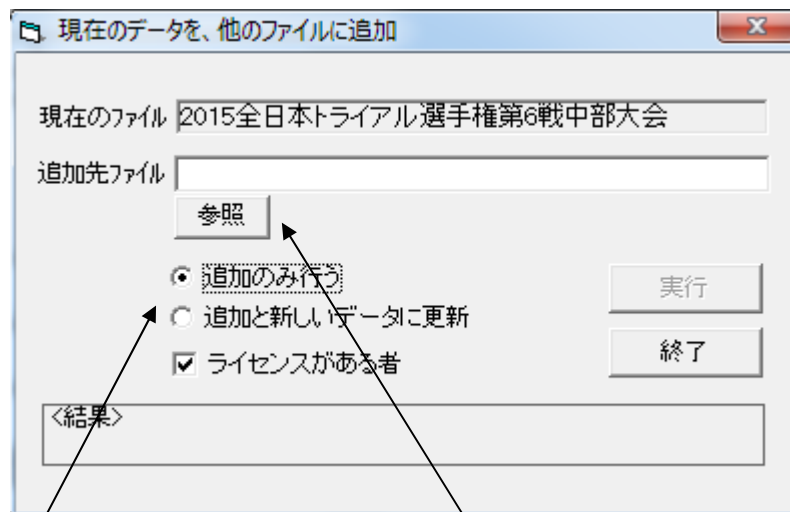 現在のデータを、他のファイルに追加
現在のファイル 2015全日本トライアル選手権第6戦中部大会
追加先ファイル
参照
追加のみ行う
実行
追加と新しいデータに更新
終了
ライセンスがある者
<結果>